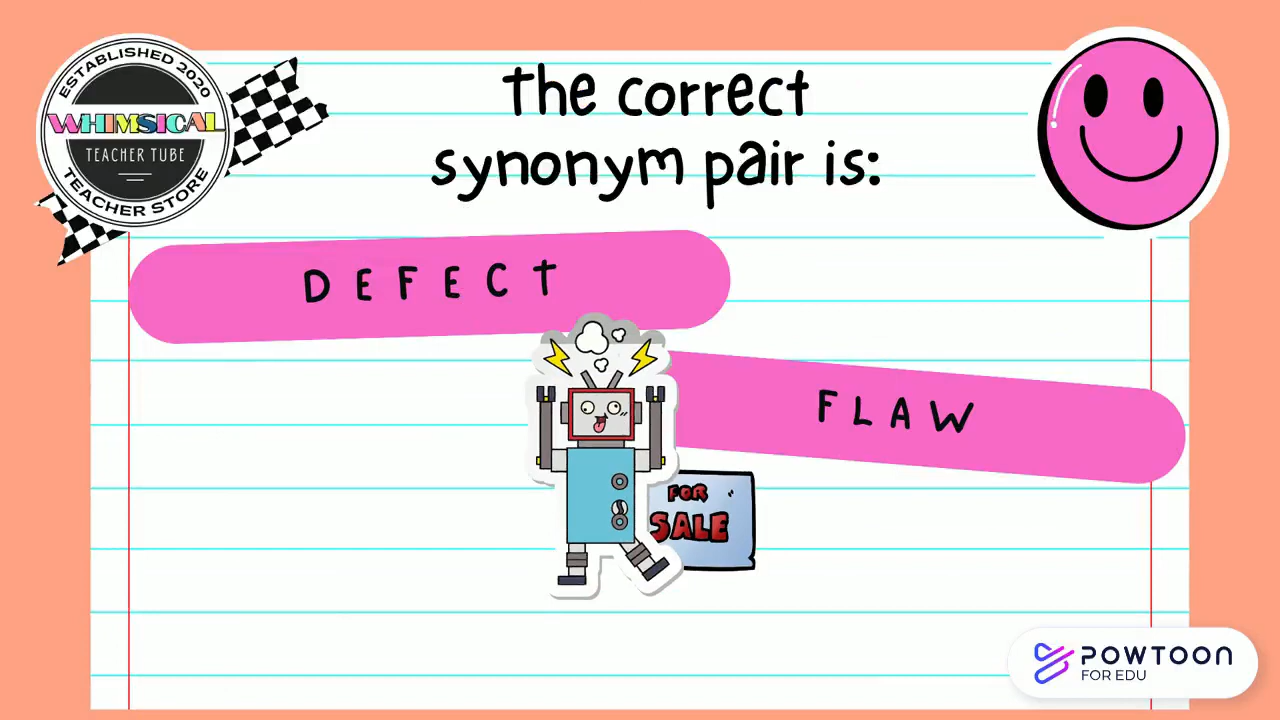 ESTABLISHED 2020
WHIMSICAL
TEACHER TUBE
TEACHER STORE
the correct
synonym pair is:
DEFECT
FLAW
FOR
SALE
POWTOON
FOR EDU